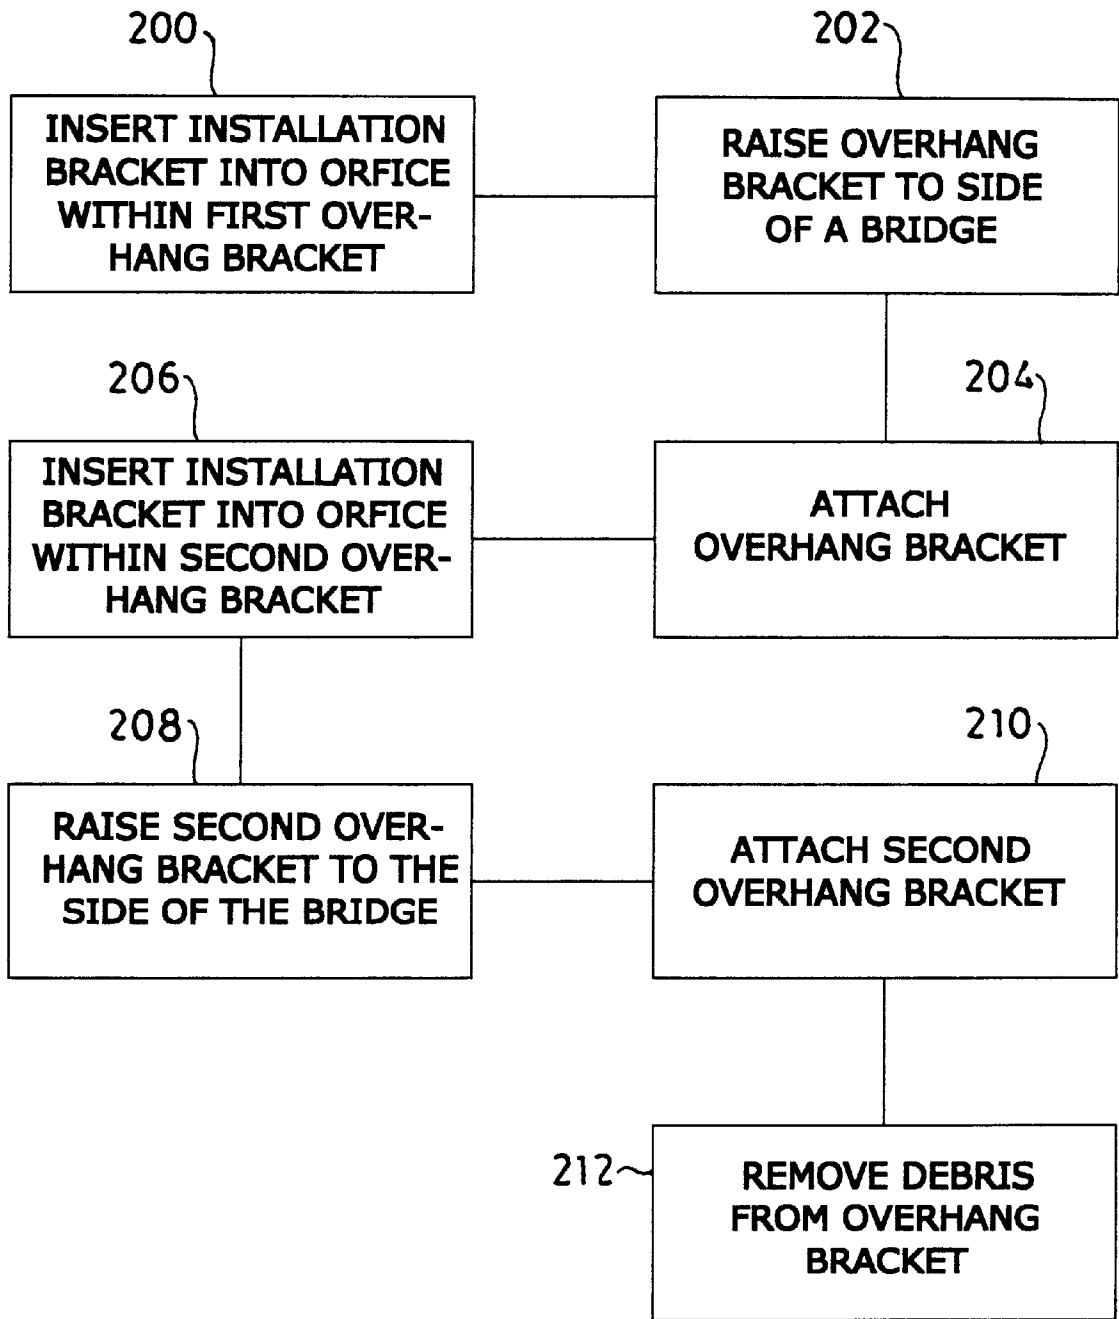 200
INSERT INSTALLATION
BRACKET INTO ORFICE
WITHIN FIRST OVER-
HANG BRACKET
202
RAISE OVERHANG
BRACKET TO SIDE
OF A BRIDGE
204
ATTACH
OVERHANG BRACKET
206
INSERT INSTALLATION
BRACKET INTO ORFICE
WITHIN SECOND OVER-
HANG BRACKET
208
RAISE SECOND OVER-
HANG BRACKET TO THE
SIDE OF THE BRIDGE
210
ATTACH SECOND
OVERHANG BRACKET
212
REMOVE DEBRIS
FROM OVERHANG
BRACKET